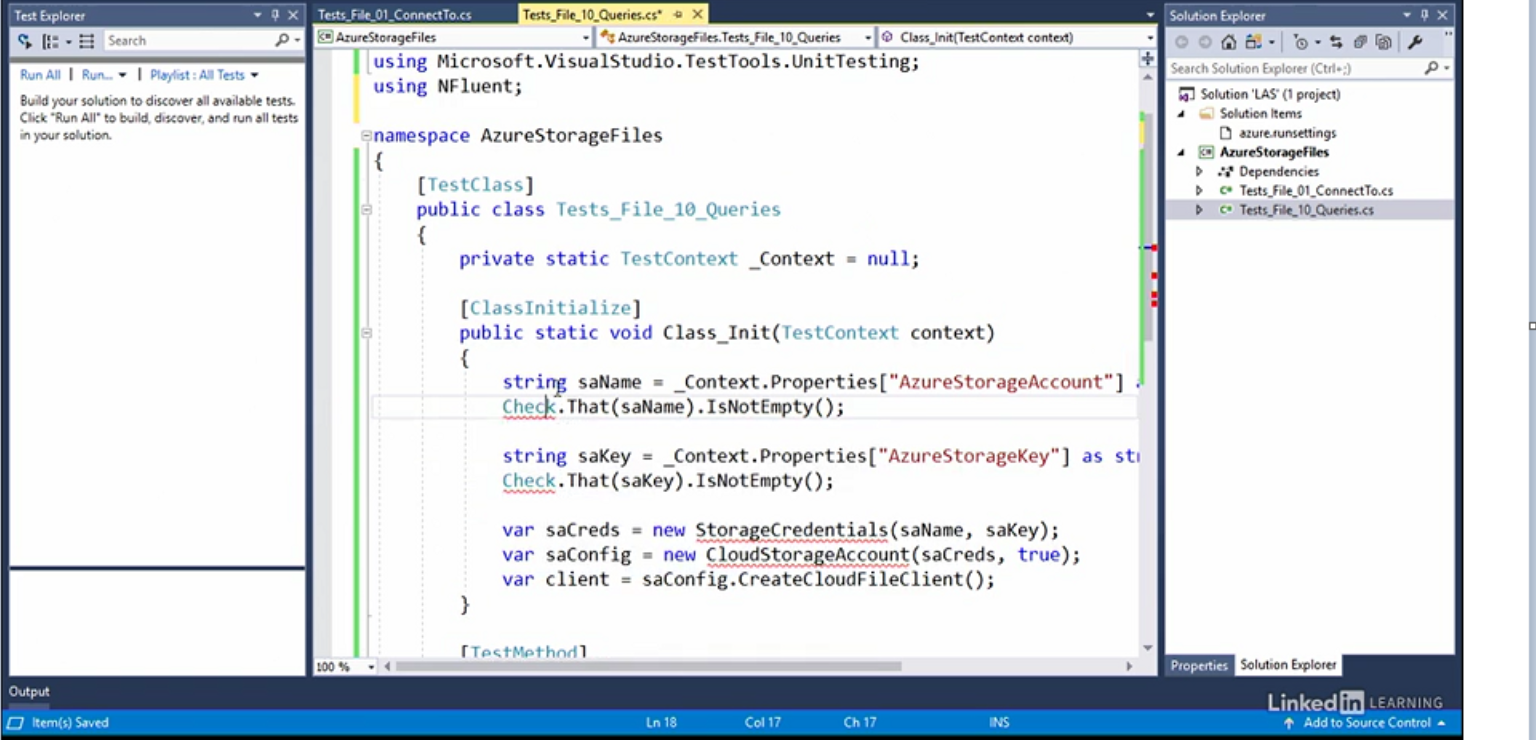 Test Explorer
Search
Run All | Run... | Playlist : All Tests
Build your solution to discover all available tests.
Click "Run All" to build, discover, and run all tests
in your solution.
Tests_File_01_ConnectTo.cs Tests_File_10_Queries.cs*
AzureStorageFiles AzureStorageFiles.Tests_File_10_Queries Class_Init(TestContext context)
using Microsoft.VisualStudio.TestTools.UnitTesting;
using NFluent;
namespace AzureStorageFiles
{
[TestClass]
public class Tests_File_10_Queries
{
private static TestContext _Context = null;
[ClassInitialize]
public static void Class_Init(TestContext context)
{
string saName = _Context.Properties["AzureStorageAccount"]
Check.That(saName).IsNotEmpty();
string saKey = _Context.Properties["AzureStorageKey"] as str
Check.That(saKey).IsNotEmpty();
var saCreds = new StorageCredentials(saName, saKey);
var saConfig = new CloudStorageAccount(saCreds, true);
var client = saConfig.CreateCloudFileClient();
}
[TestMethod]
100 %
Solution Explorer
Search Solution Explorer (Ctrl+;)
Solution 'LAS' (1 project)
Solution Items
azure.runsettings
AzureStorageFiles
Dependencies
Tests_File_01_ConnectTo.cs
Tests_File_10_Queries.cs
Properties Solution Explorer
Output
Linked in LEARNING
Item(s) Saved Ln 18 Col 17 Ch 17 INS Add to Source Control